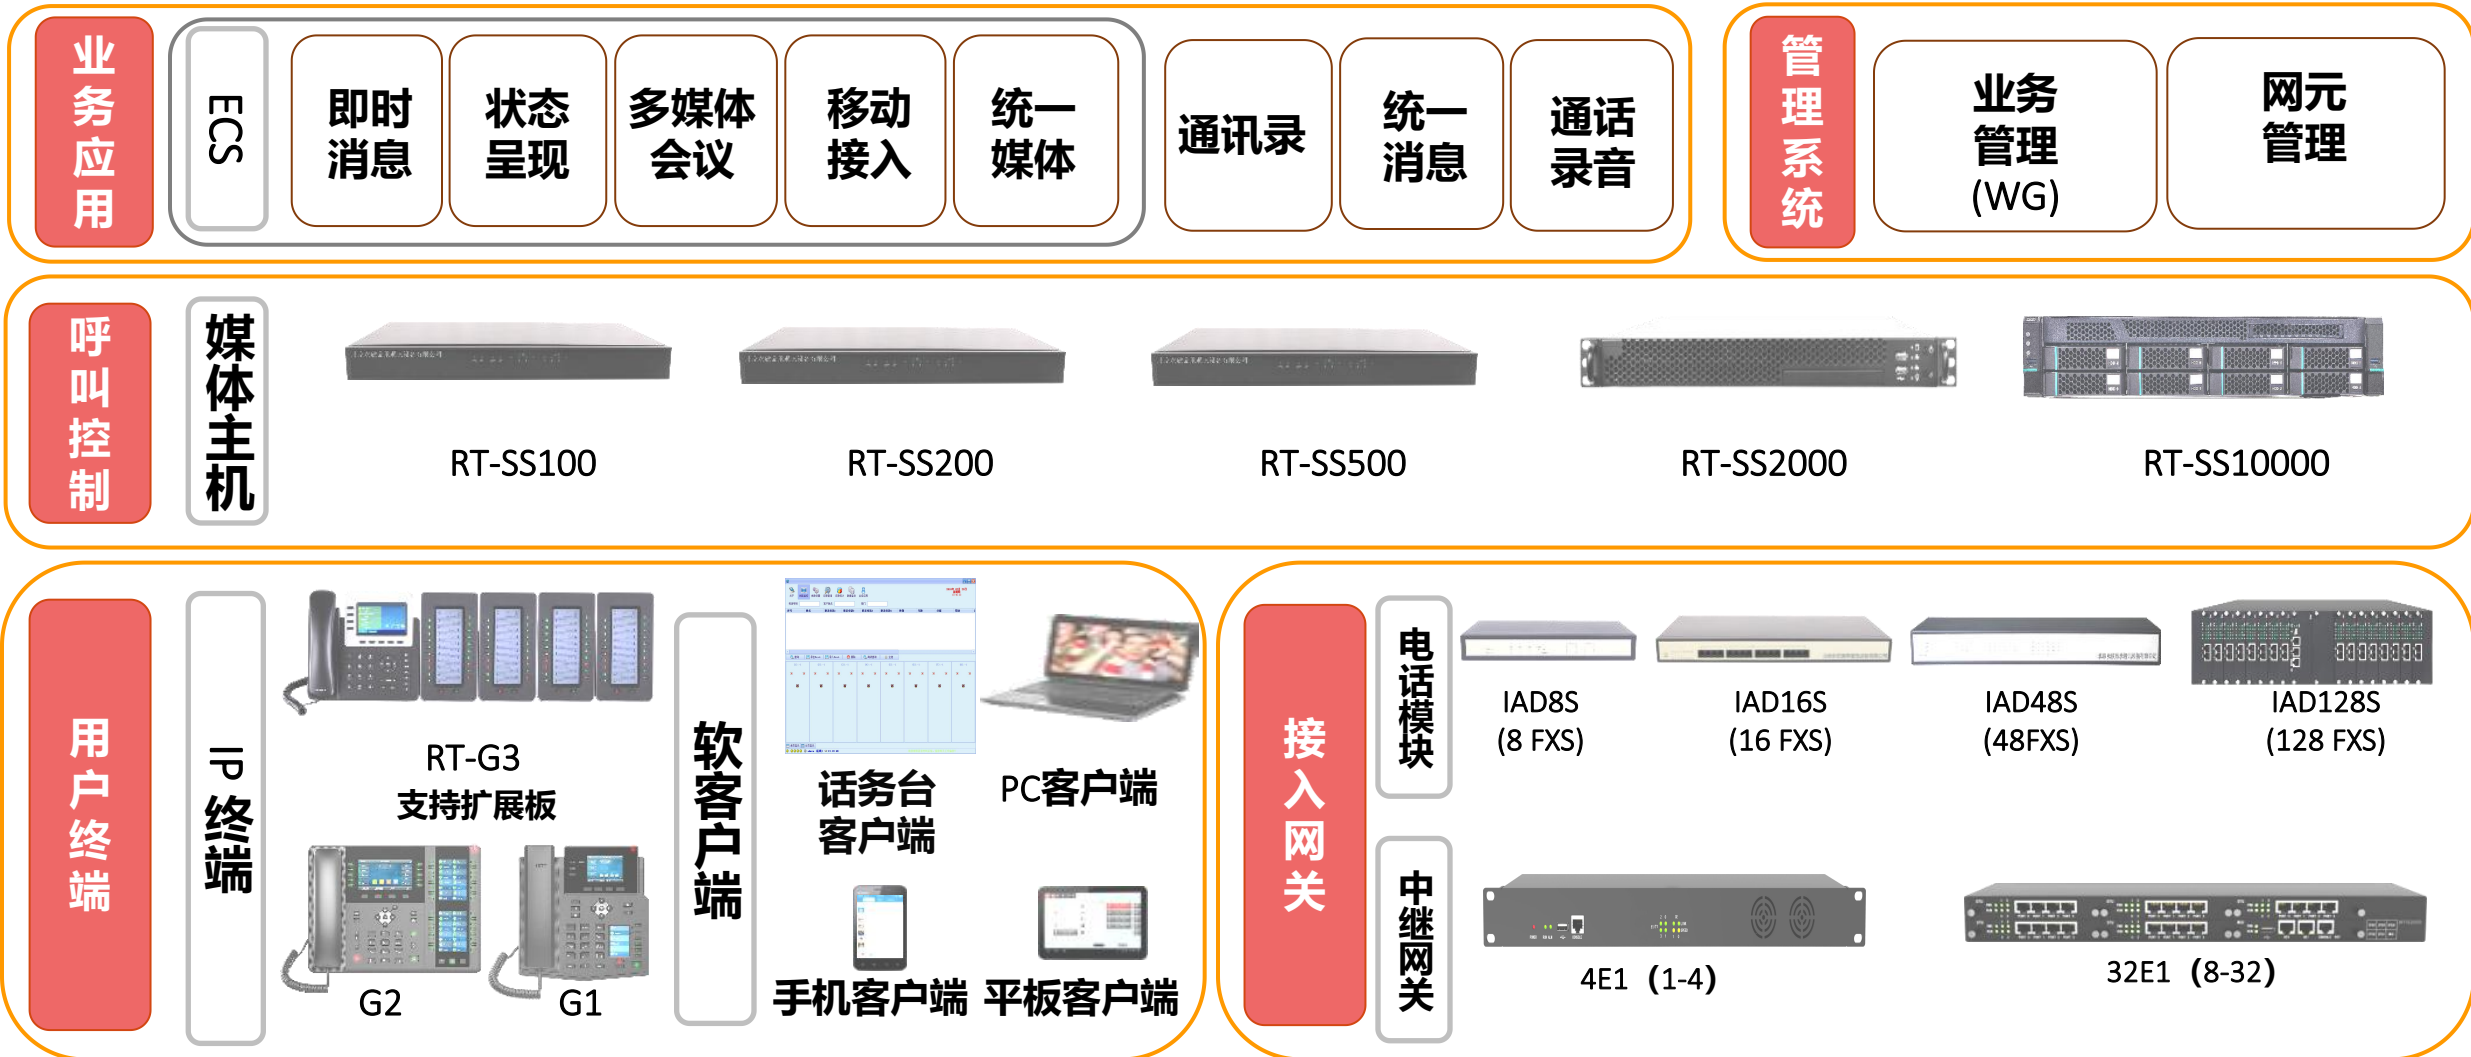 业务应用
ECS
即时
消息
状态
呈现
多媒体
会议
移动
接入
统一
媒体
通讯录
统一
消息
通话
录音
管理系统
业务
管理
(WG)
网元
管理
呼叫控制
媒体主机
RT-SS100
RT-SS200
RT-SS500
RT-SS2000
RT-SS10000
用户终端
IP 终端
RT-G3
支持扩展板
G2
G1
软客户端
话务台
客户端
PC客户端
手机客户端
平板客户端
接入网关
电话模块
IAD8S
(8 FXS)
IAD16S
(16 FXS)
IAD48S
(48FXS)
IAD128S
(128 FXS)
中继网关
4E1（1-4）
32E1（8-32）